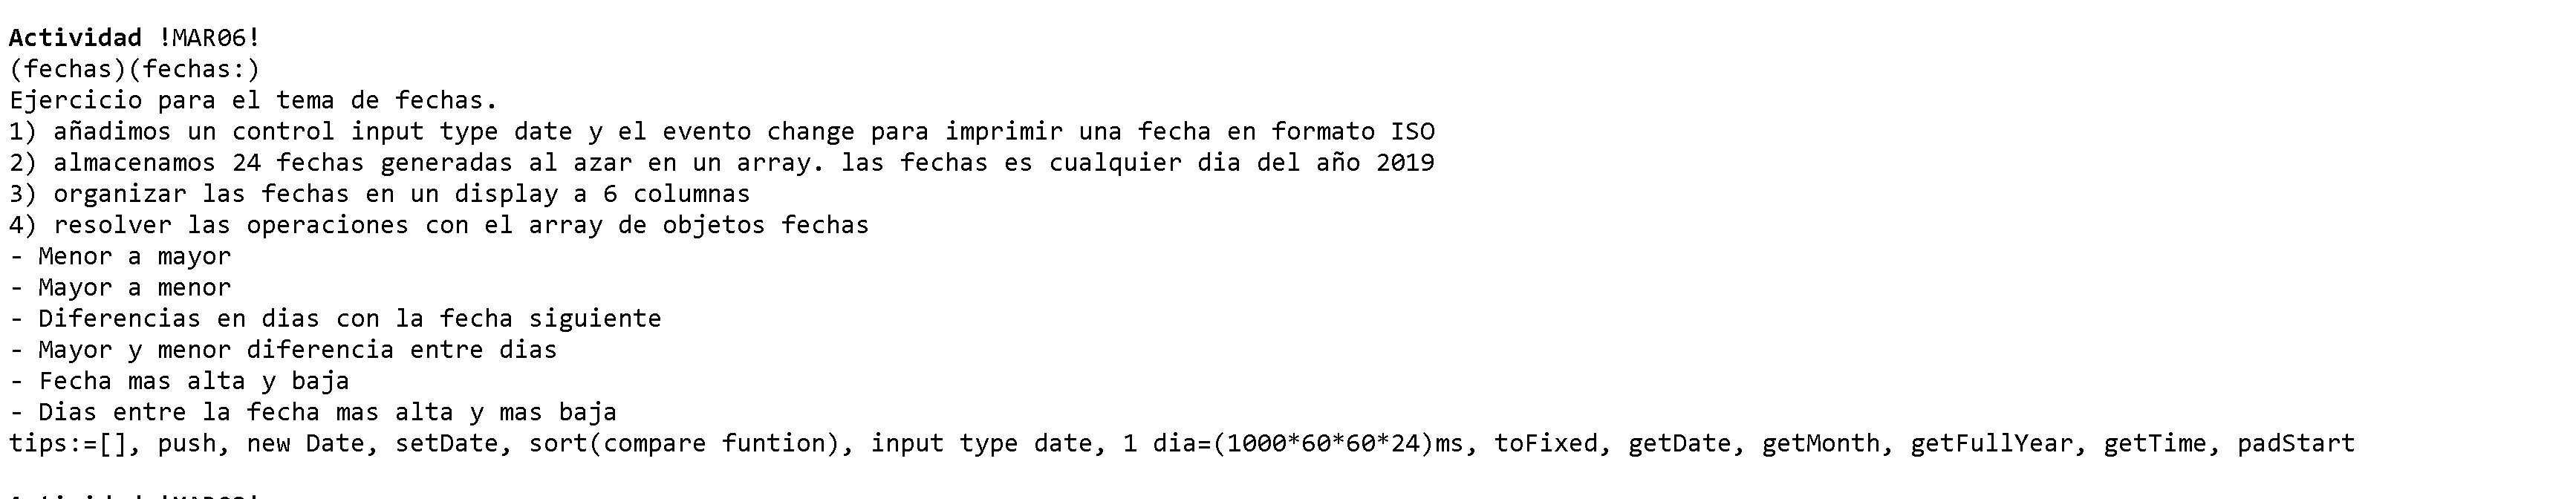 Actividad !MAR06!
(fechas)(fechas:)
Ejercicio para el tema de fechas.
1) añadimos un control input type date y el evento change para imprimir una fecha en formato ISO
2) almacenamos 24 fechas generadas al azar en un array. las fechas es cualquier dia del año 2019
3) organizar las fechas en un display a 6 columnas
4) resolver las operaciones con el array de objetos fechas
- Menor a mayor
- Mayor a menor
- Diferencias en dias con la fecha siguiente
- Mayor y menor diferencia entre dias
- Fecha mas alta y baja
- Dias entre la fecha mas alta y mas baja
tips:=[], push, new Date, setDate, sort(compare funtion), input type date, 1 dia=(1000*60*60*24)ms, toFixed, getDate, getMonth, getFullYear, getTime, padStart